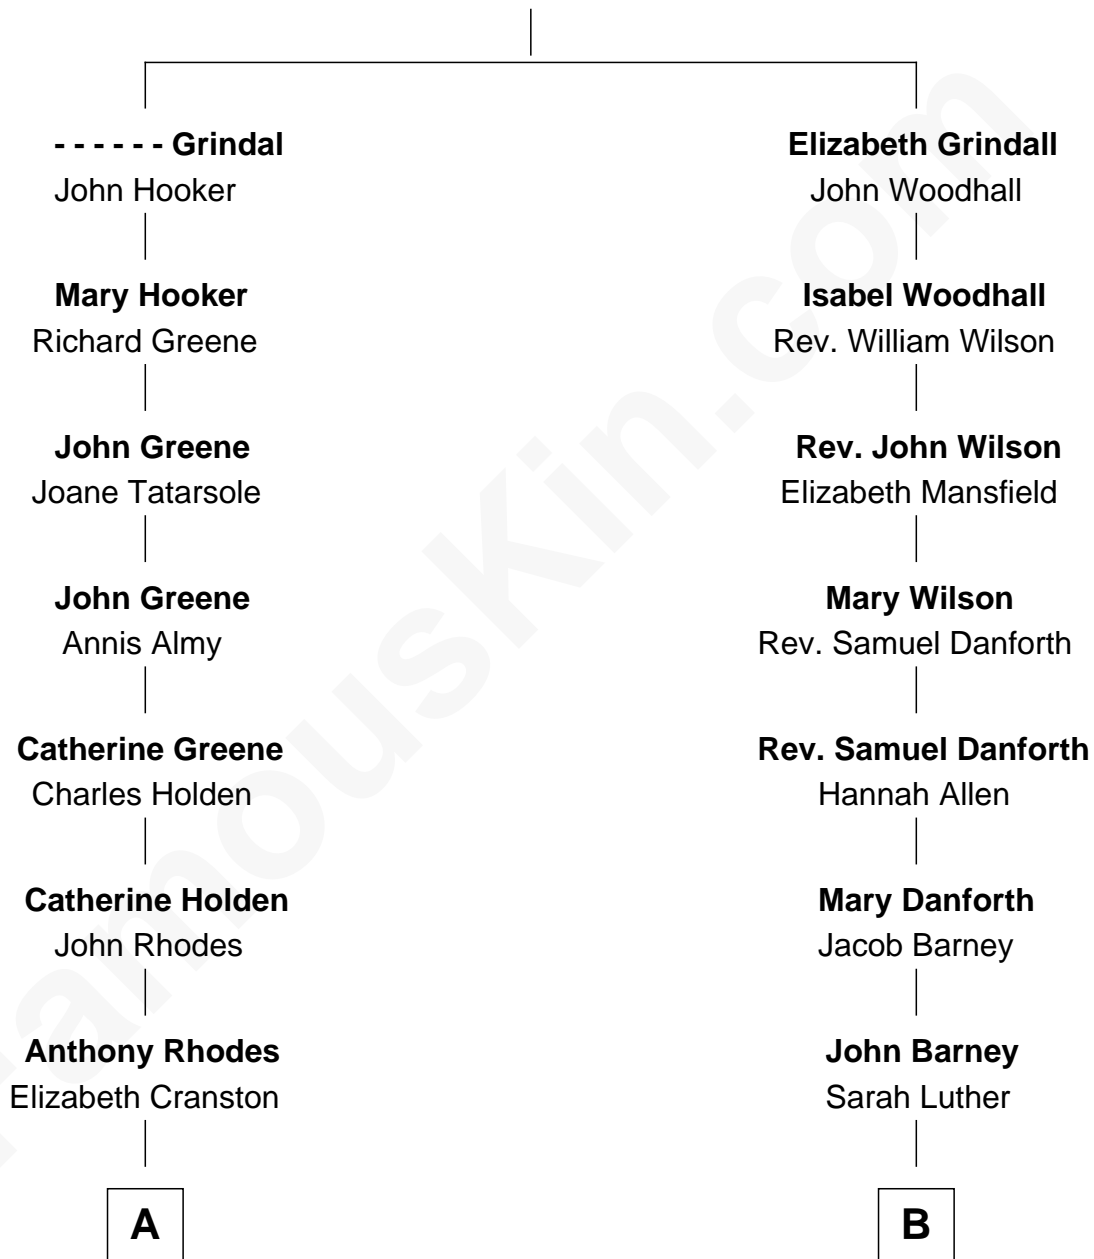 - - - - - - Grindal
John Hooker
Mary Hooker
Richard Greene
John Greene
Joane Tatarsole
John Greene
Annis Almy
Catherine Greene
Charles Holden
Catherine Holden
John Rhodes
Anthony Rhodes
Elizabeth Cranston
A
Elizabeth Grindall
John Woodhall
Isabel Woodhall
Rev. William Wilson
Rev. John Wilson
Elizabeth Mansfield
Mary Wilson
Rev. Samuel Danforth
Rev. Samuel Danforth
Hannah Allen
Mary Danforth
Jacob Barney
John Barney
Sarah Luther
B
FamousKin.com